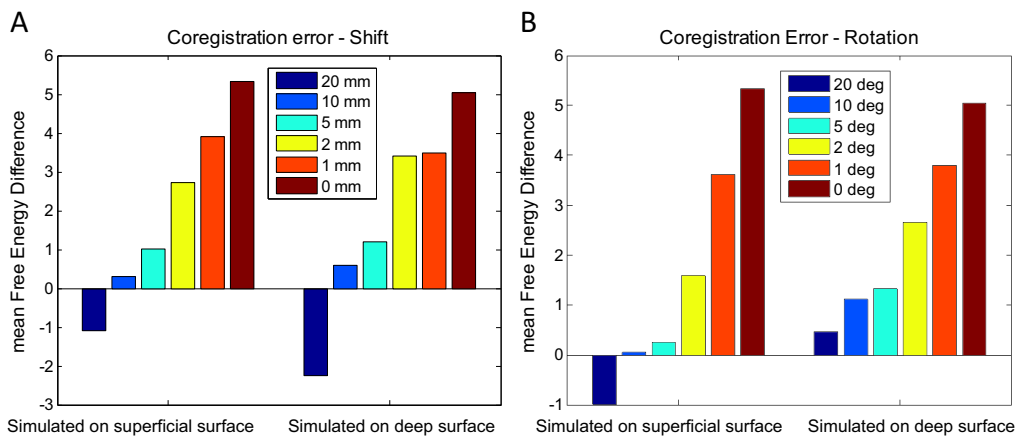 A
Coregistration error - Shift
6
5
4
3
2
1
0
-1
-2
-3
mean Free Energy Difference
20 mm
10 mm
5 mm
2 mm
1 mm
0 mm
Simulated on superficial surface
Simulated on deep surface
B
Coregistration Error - Rotation
6
5
4
3
2
1
0
-1
mean Free Energy Difference
20 deg
10 deg
5 deg
2 deg
1 deg
0 deg
Simulated on superficial surface
Simulated on deep surface